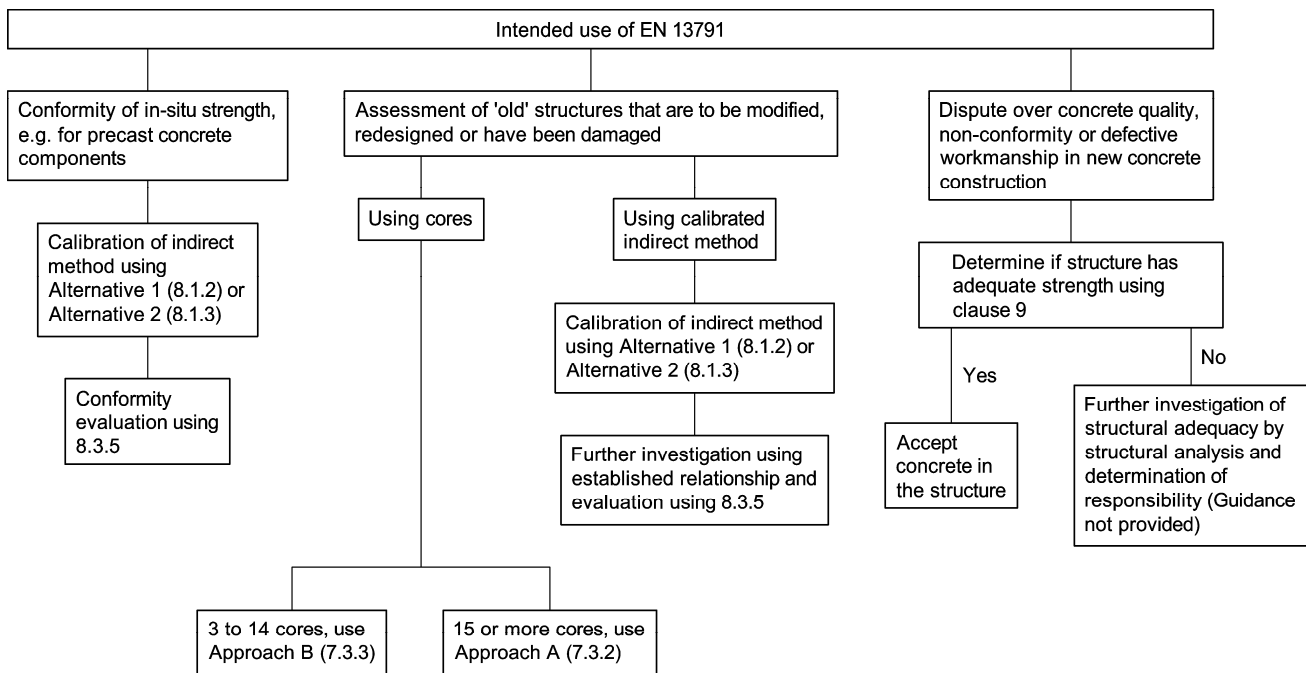 Intended use of EN 13791
Conformity of in-situ strength,
e.g. for precast concrete
components
Calibration of indirect
method using
Alternative 1 (8.1.2) or
Alternative 2 (8.1.3)
Conformity
evaluation using
8.3.5
Assessment of 'old' structures that are to be modified,
redesigned or have been damaged
Using cores
3 to 14 cores, use
Approach B (7.3.3)
15 or more cores, use
Approach A (7.3.2)
Using calibrated
indirect method
Calibration of indirect method
using Alternative 1 (8.1.2) or
Alternative 2 (8.1.3)
Further investigation using
established relationship and
evaluation using 8.3.5
Dispute over concrete quality,
non-conformity or defective
workmanship in new concrete
construction
Determine if structure has
adequate strength using
clause 9
Yes
Accept
concrete in
the structure
No
Further investigation of
structural adequacy by
structural analysis and
determination of
responsibility (Guidance
not provided)